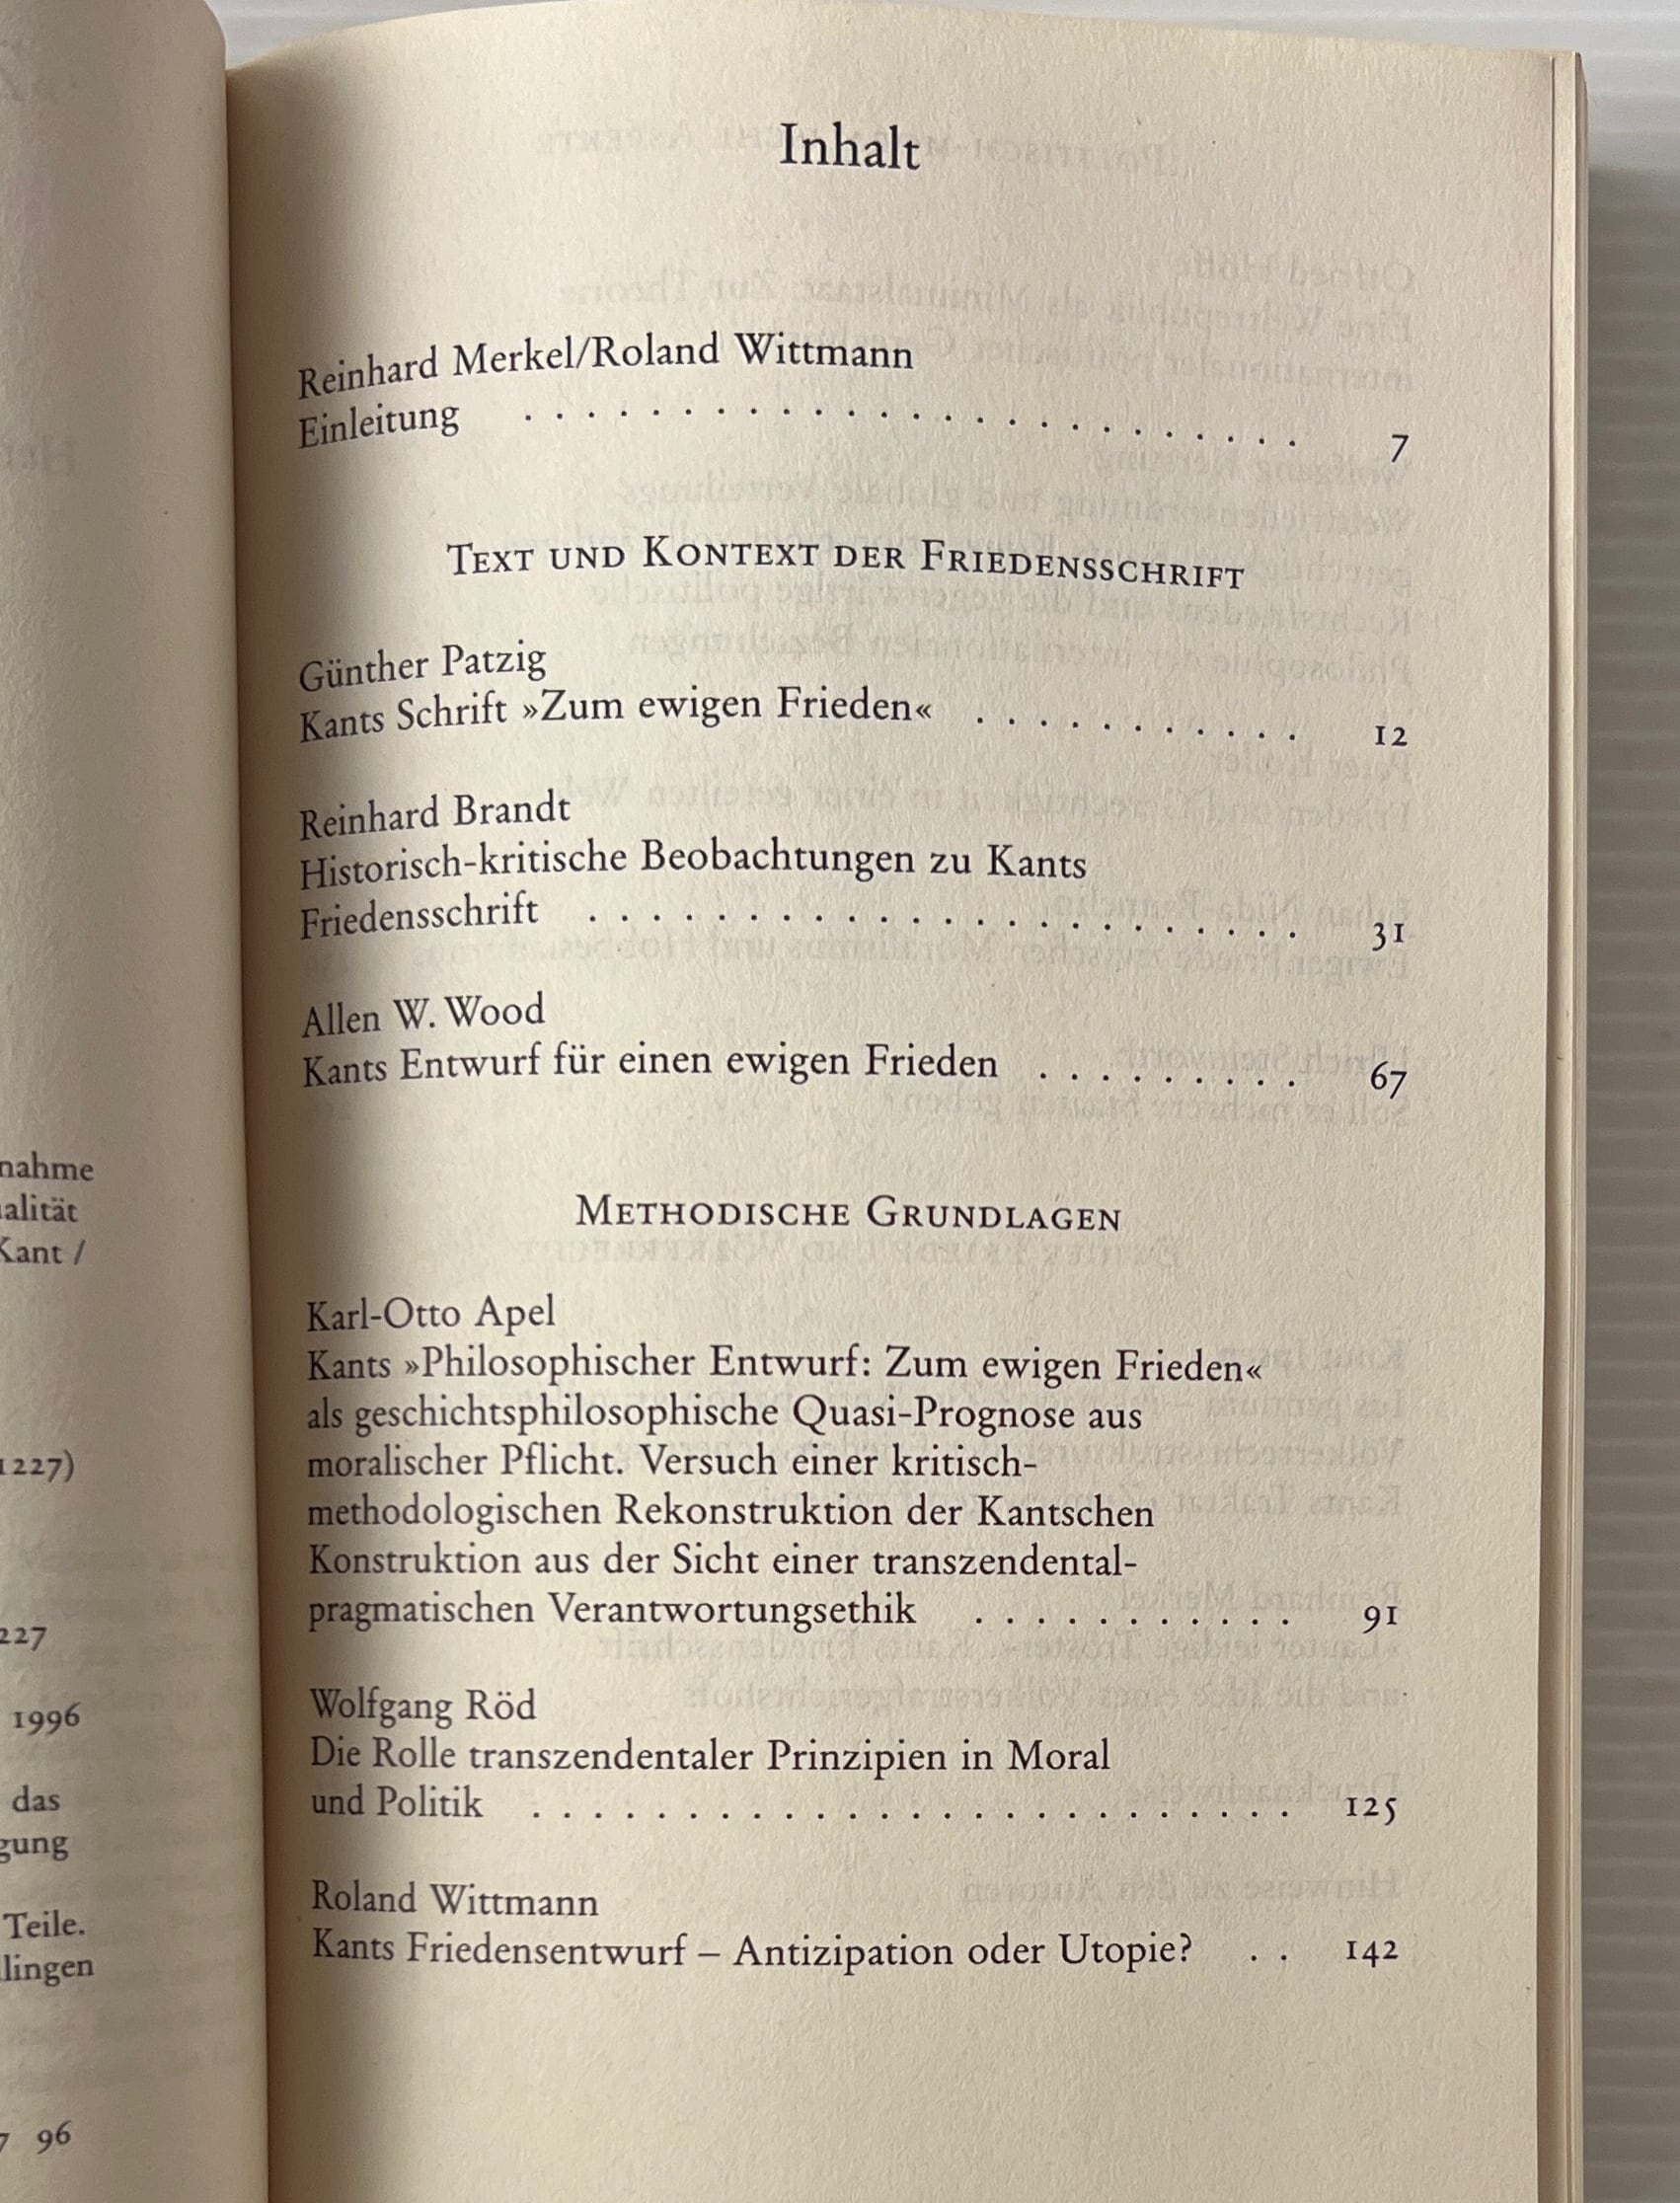 nahme
alität
Kant /
1227)
227
1996
das
gung
Teile.
llingen
7 96
Inhalt
Reinhard Merkel/Roland Wittmann
Einleitung . . . . . . . . . . . . . . . . . . . . . . . . . 7
TEXT UND KONTEXT DER FRIEDENSSCHRIFT
Günther Patzig
Kants Schrift »Zum ewigen Frieden« . . . . . . . . . . . 12
Reinhard Brandt
Historisch-kritische Beobachtungen zu Kants
Friedensschrift . . . . . . . . . . . . . . . . . . . . . . . 31
Allen W. Wood
Kants Entwurf für einen ewigen Frieden . . . . . . . . . 67
METHODISCHE GRUNDLAGEN
Karl-Otto Apel
Kants »Philosophischer Entwurf: Zum ewigen Frieden«
als geschichtsphilosophische Quasi-Prognose aus
moralischer Pflicht. Versuch einer kritisch-
methodologischen Rekonstruktion der Kantschen
Konstruktion aus der Sicht einer transzendental-
pragmatischen Verantwortungsethik . . . . . . . . . . . 91
Wolfgang Röd
Die Rolle transzendentaler Prinzipien in Moral
und Politik . . . . . . . . . . . . . . . . . . . . . . . . . 125
Roland Wittmann
Kants Friedensentwurf – Antizipation oder Utopie? . . 142